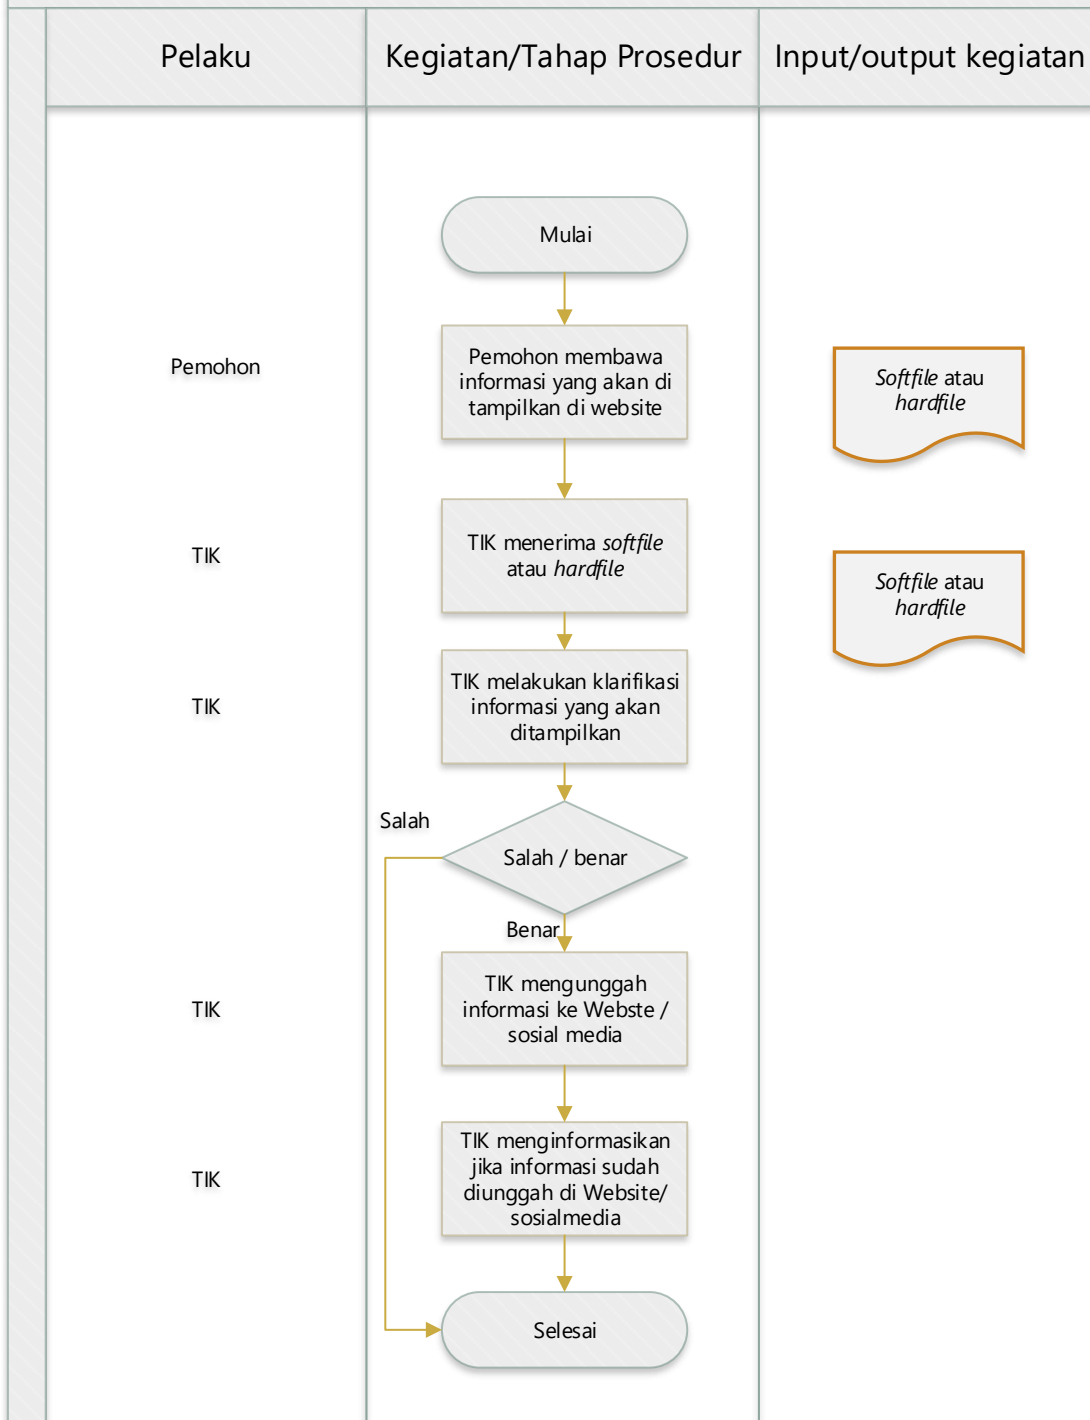 Pelaku
Kegiatan/Tahap Prosedur
Input/output kegiatan
Mulai
Pemohon
Pemohon membawa
informasi yang akan di
tampilkan di website
Softfile atau
hardfile
TIK
TIK menerima softfile
atau hardfile
Softfile atau
hardfile
TIK
TIK melakukan klarifikasi
informasi yang akan
ditampilkan
Salah
Salah / benar
Benar
TIK
TIK mengunggah
informasi ke Webste /
sosial media
TIK
TIK menginformasikan
jika informasi sudah
diunggah di Website/
sosialmedia
Selesai